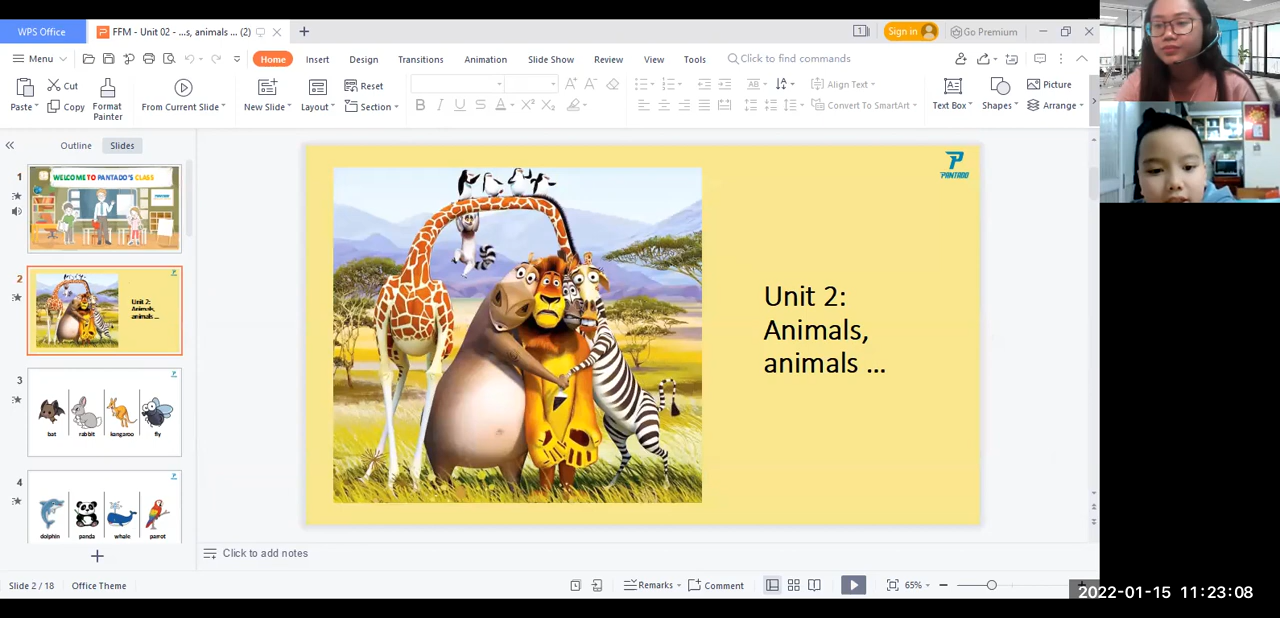 WPS Office
FFM - Unit 02 - ...s, animals ... (2)
Sign in
Go Premium
Menu
Home
Insert
Design
Transitions
Animation
Slide Show
Review
View
Tools
Click to find commands
Paste
Cut
Copy
Format
Painter
From Current Slide
New Slide
Layout
Reset
Section
B I U S A X² X₂
Align Text
Convert To SmartArt
Text Box
Shapes
Picture
Arrange
Outline
Slides
1
WELCOME TO PANTADO'S CLASS
2
Unit 2:
Animals,
animals ...
3
bat rabbit kangaroo fly
4
dolphin panda whale parrot
PANTADO
Unit 2:
Animals,
animals ...
Click to add notes
Slide 2 / 18
Office Theme
Remarks
Comment
65%
2022-01-15 11:23:08